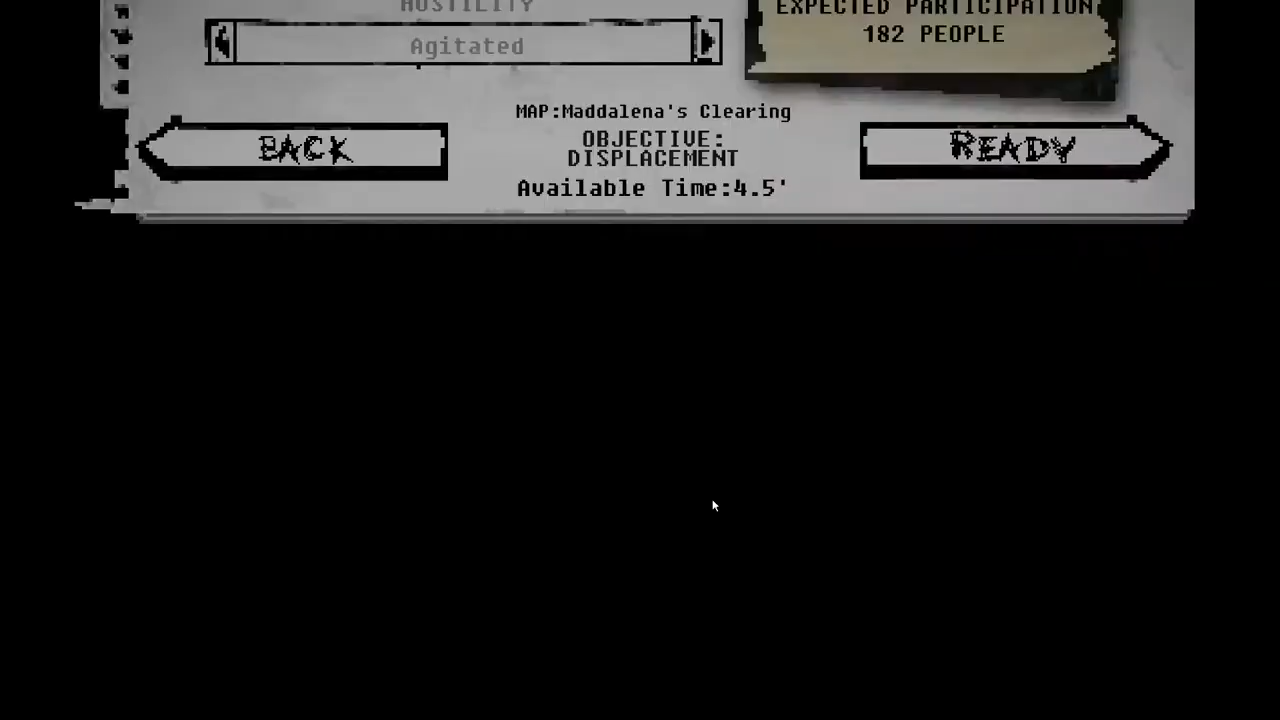 HOSTILITY
Agitated
EXPECTED PARTICIPATION
182 PEOPLE
MAP:Maddalena's Clearing
OBJECTIVE:
DISPLACEMENT
Available Time:4.5'
BACK
READY